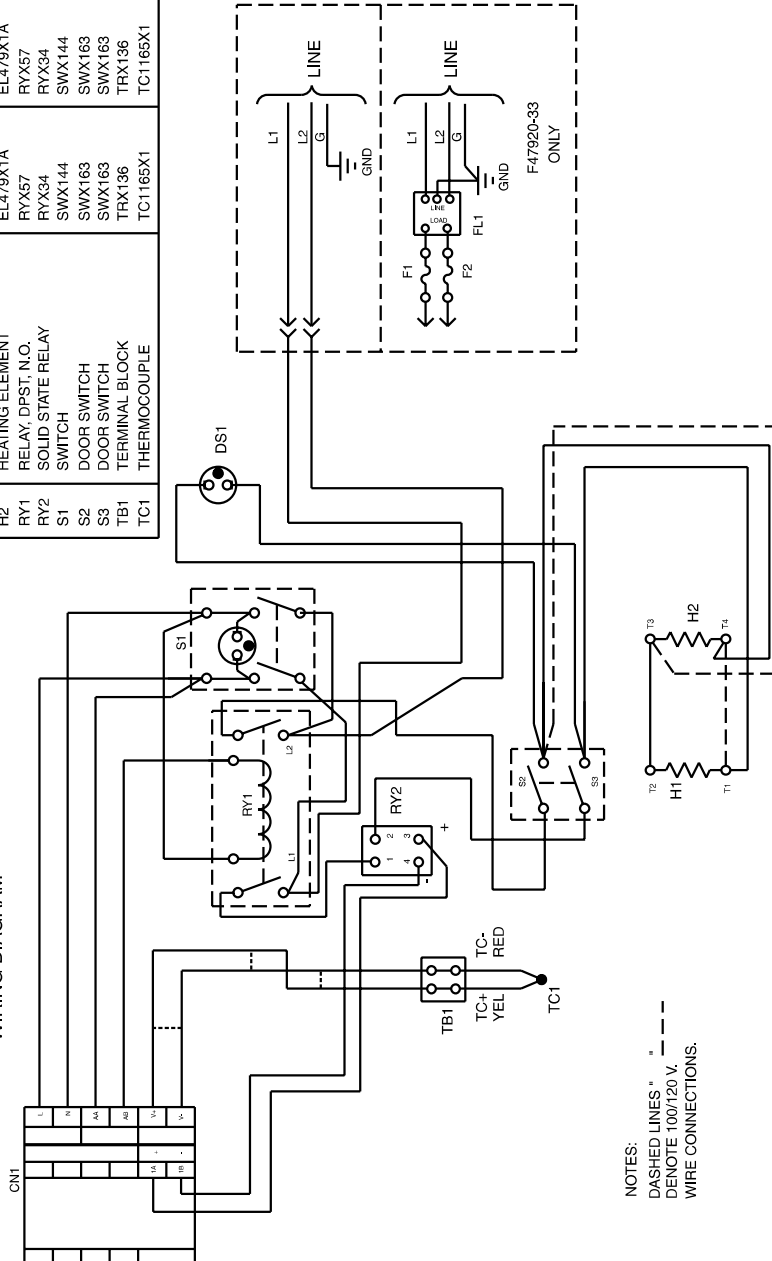 H2 HEATING ELEMENT EL479X1A EL479X1A
RY1 RELAY, DPST, N.O. RYX57 RYX57
RY2 SOLID STATE RELAY RYX34 RYX34
S1 SWITCH SWX144 SWX144
S2 DOOR SWITCH SWX163 SWX163
S3 DOOR SWITCH SWX163 SWX163
TB1 TERMINAL BLOCK TRX136 TRX136
TC1 THERMOCOUPLE TC1165X1 TC1165X1
WIRING DIAGRAM
LINE
L1
L2
G
GND
LINE
L1
L2
G
GND
LINE
LOAD
FL1
F1
F2
F47920-33
ONLY
DS1
S1
RY1
L2
L1
RY2
2
3
1
4
+
-
S2
S3
T3
H2
T4
T2
H1
T1
TB1
TC-
RED
TC+
YEL
TC1
CN1
L
N
AA
AB
V+
V-
+
-
1A
1B
NOTES:
DASHED LINES " "
DENOTE 100/120 V.
WIRE CONNECTIONS.